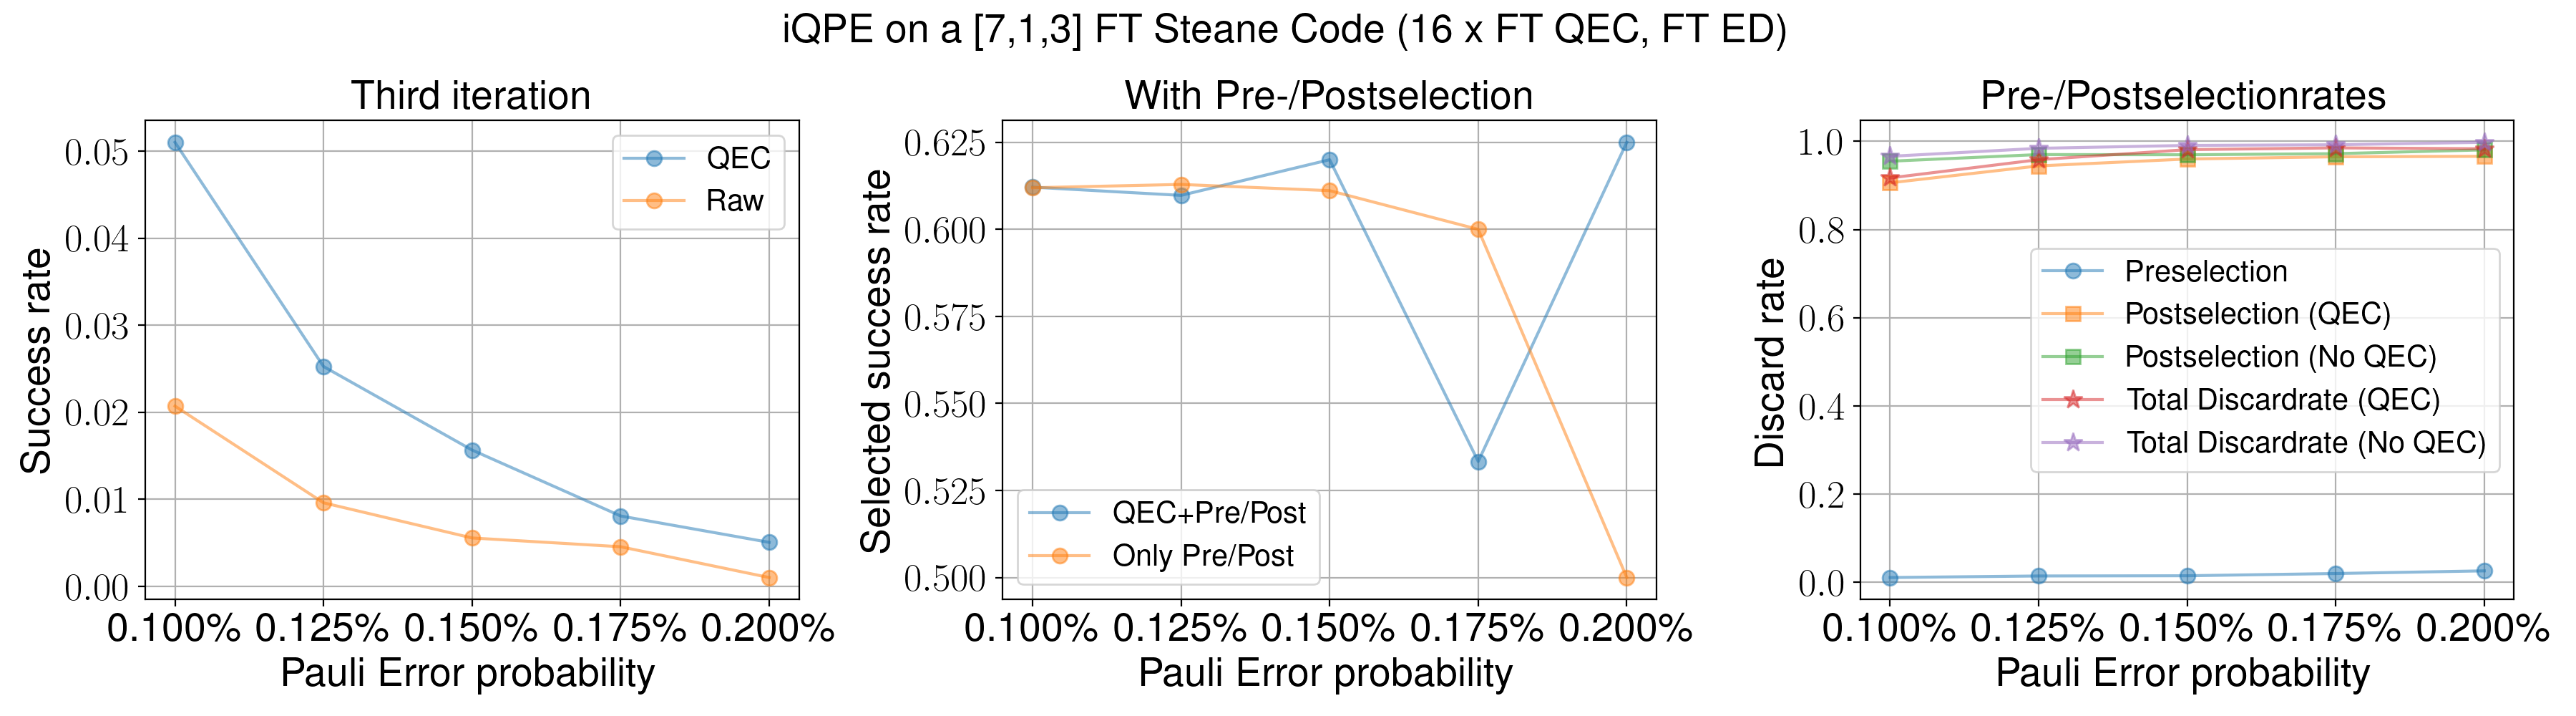 iQPE on a [7,1,3] FT Steane Code (16 x FT QEC, FT ED)
Third iteration
Success rate
0.05
0.04
0.03
0.02
0.01
0.00
QEC
Raw
0.100% 0.125% 0.150% 0.175% 0.200%
Pauli Error probability
With Pre-/Postselection
Selected success rate
0.625
0.600
0.575
0.550
0.525
0.500
QEC+Pre/Post
Only Pre/Post
0.100% 0.125% 0.150% 0.175% 0.200%
Pauli Error probability
Pre-/Postselectionrates
Discard rate
1.0
0.8
0.6
0.4
0.2
0.0
Preselection
Postselection (QEC)
Postselection (No QEC)
Total Discardrate (QEC)
Total Discardrate (No QEC)
0.100% 0.125% 0.150% 0.175% 0.200%
Pauli Error probability